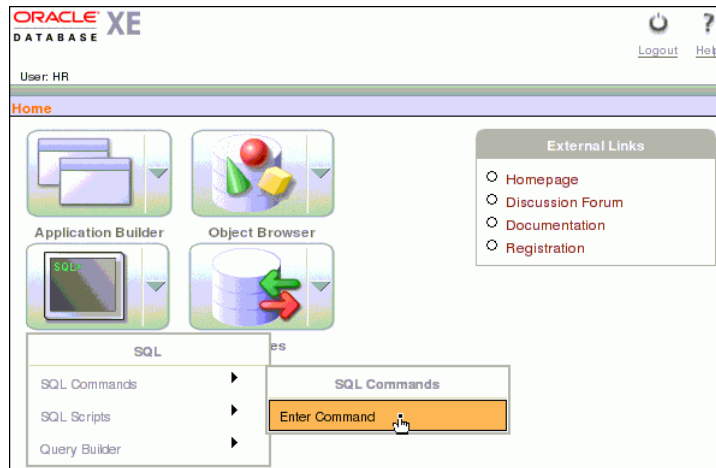 ORACLE XE
DATABASE
Logout Help
User: HR
Home
External Links
Homepage
Discussion Forum
Documentation
Registration
Application Builder Object Browser
SQL>
SQL
SQL Commands
SQL Scripts
Query Builder
SQL Commands
Enter Command